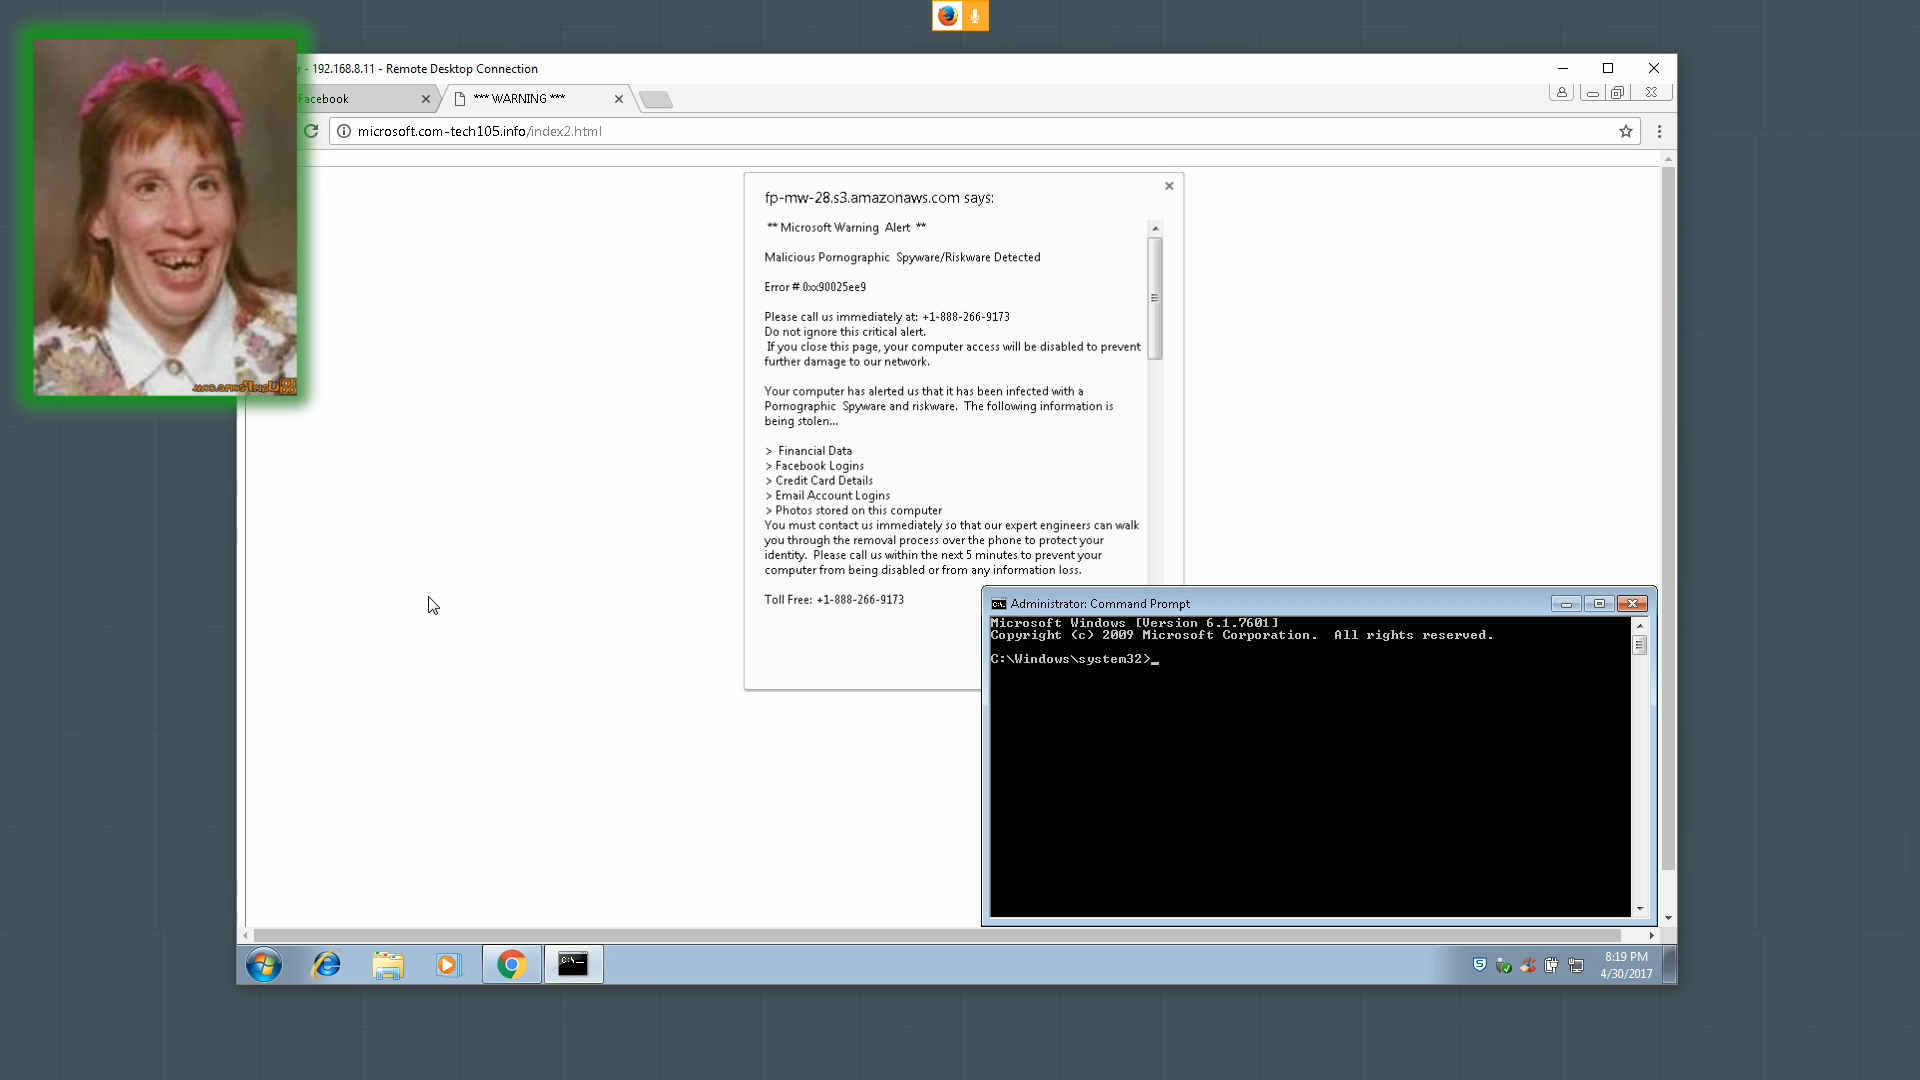 r - 192.168.8.11 - Remote Desktop Connection
Facebook
*** WARNING ***
microsoft.com-tech105.info/index2.html
fp-mw-28.s3.amazonaws.com says:
** Microsoft Warning Alert **
Malicious Pornographic Spyware/Riskware Detected
Error # 0xx90025ee9
Please call us immediately at: +1-888-266-9173
Do not ignore this critical alert.
If you close this page, your computer access will be disabled to prevent
further damage to our network.
Your computer has alerted us that it has been infected with a
Pornographic Spyware and riskware. The following information is
being stolen...
> Financial Data
> Facebook Logins
> Credit Card Details
> Email Account Logins
> Photos stored on this computer
You must contact us immediately so that our expert engineers can walk
you through the removal process over the phone to protect your
identity. Please call us within the next 5 minutes to prevent your
computer from being disabled or from any information loss.
Toll Free: +1-888-266-9173
Administrator: Command Prompt
Microsoft Windows [Version 6.1.7601]
Copyright (c) 2009 Microsoft Corporation. All rights reserved.
C:\Windows\system32>_
8:19 PM
4/30/2017